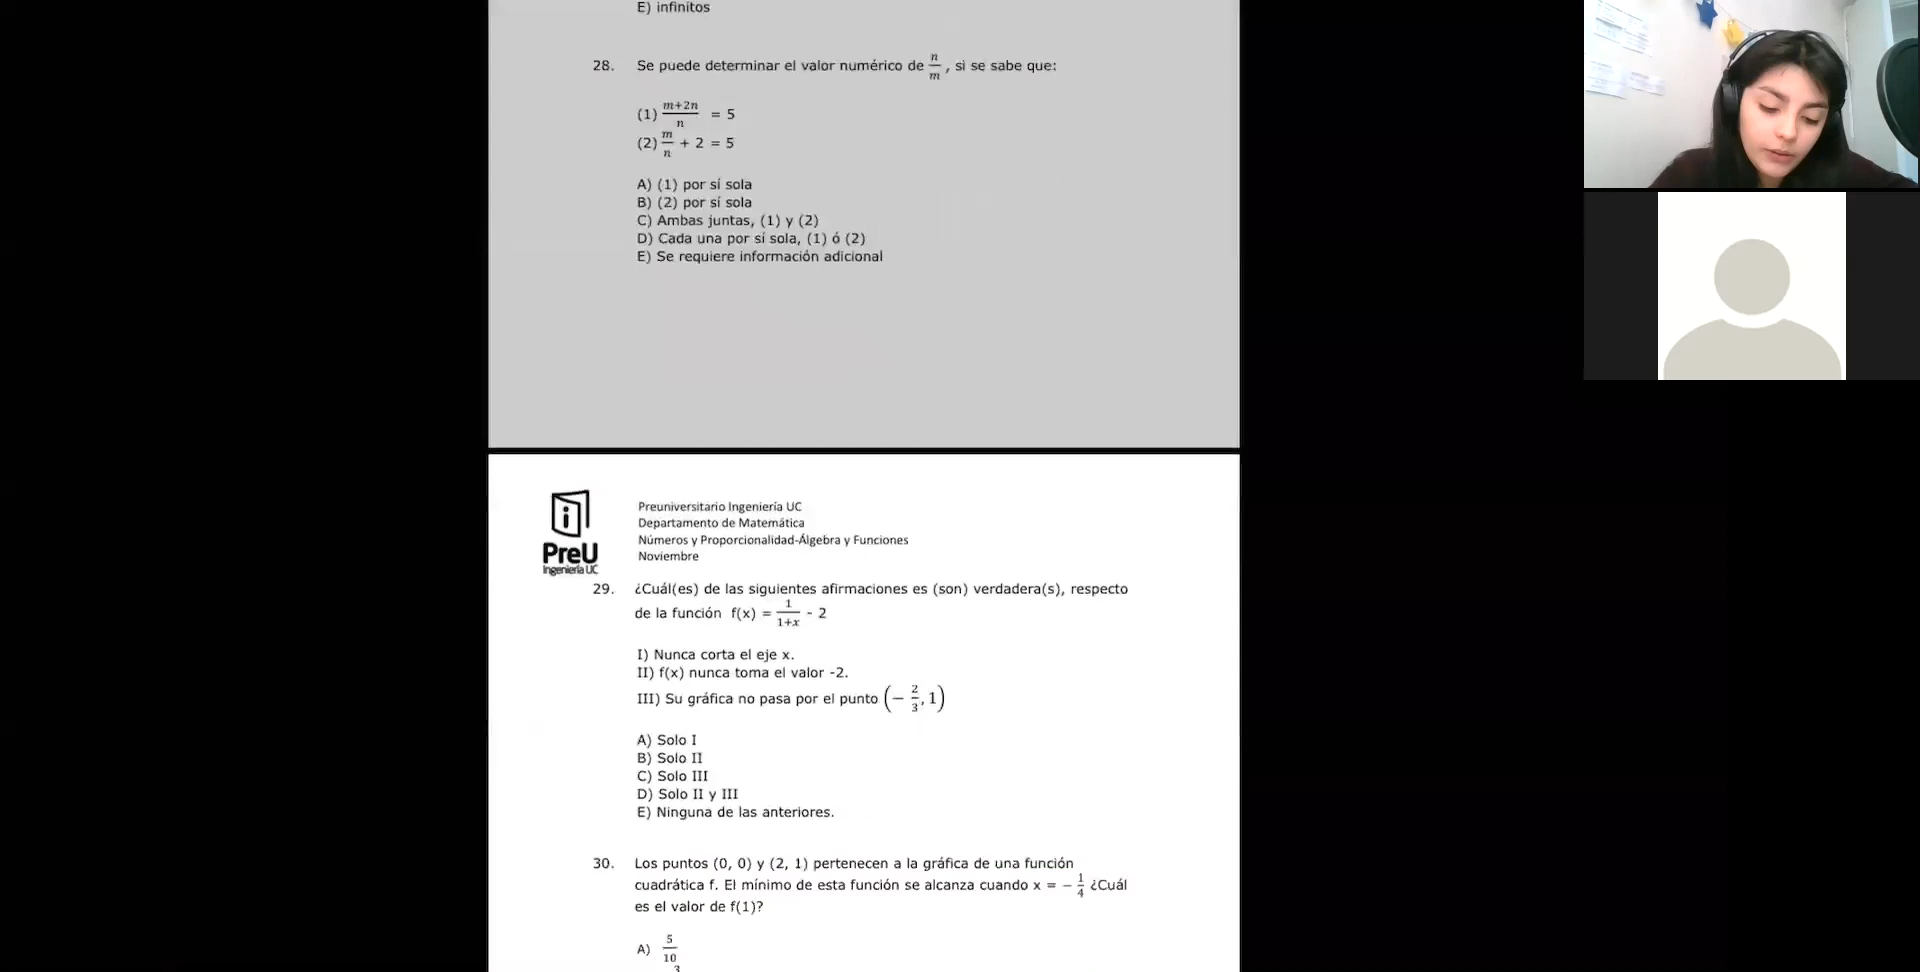 E) infinitos
28. Se puede determinar el valor numérico de n/m , si se sabe que:
(1) m+2n/n = 5
(2) m/n + 2 = 5
A) (1) por sí sola
B) (2) por sí sola
C) Ambas juntas, (1) y (2)
D) Cada una por sí sola, (1) ó (2)
E) Se requiere información adicional
i
PreU
Ingeniería UC
Preuniversitario Ingeniería UC
Departamento de Matemática
Números y Proporcionalidad-Álgebra y Funciones
Noviembre
29. ¿Cuál(es) de las siguientes afirmaciones es (son) verdadera(s), respecto
de la función f(x) = 1/1+x - 2
I) Nunca corta el eje x.
II) f(x) nunca toma el valor -2.
III) Su gráfica no pasa por el punto (− 2/3, 1)
A) Solo I
B) Solo II
C) Solo III
D) Solo II y III
E) Ninguna de las anteriores.
30. Los puntos (0, 0) y (2, 1) pertenecen a la gráfica de una función
cuadrática f. El mínimo de esta función se alcanza cuando x = − 1/4 ¿Cuál
es el valor de f(1)?
A) 5/10
3